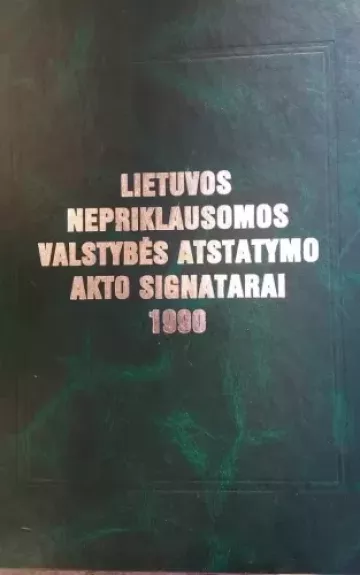 LIETUVOS
NEPRIKLAUSOMOS
VALSTYBĖS ATSTATYMO
AKTO SIGNATARAI
1990